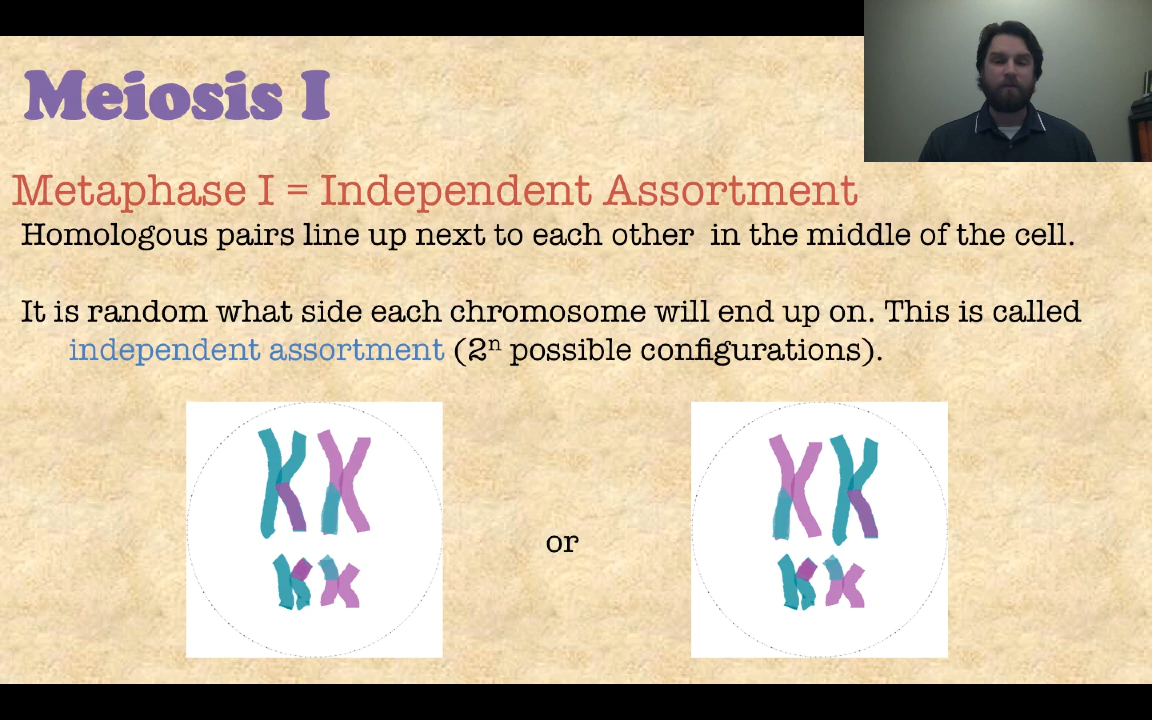 Meiosis I
Metaphase I = Independent Assortment
Homologous pairs line up next to each other in the middle of the cell.
It is random what side each chromosome will end up on. This is called
independent assortment (2ⁿ possible configurations).
or